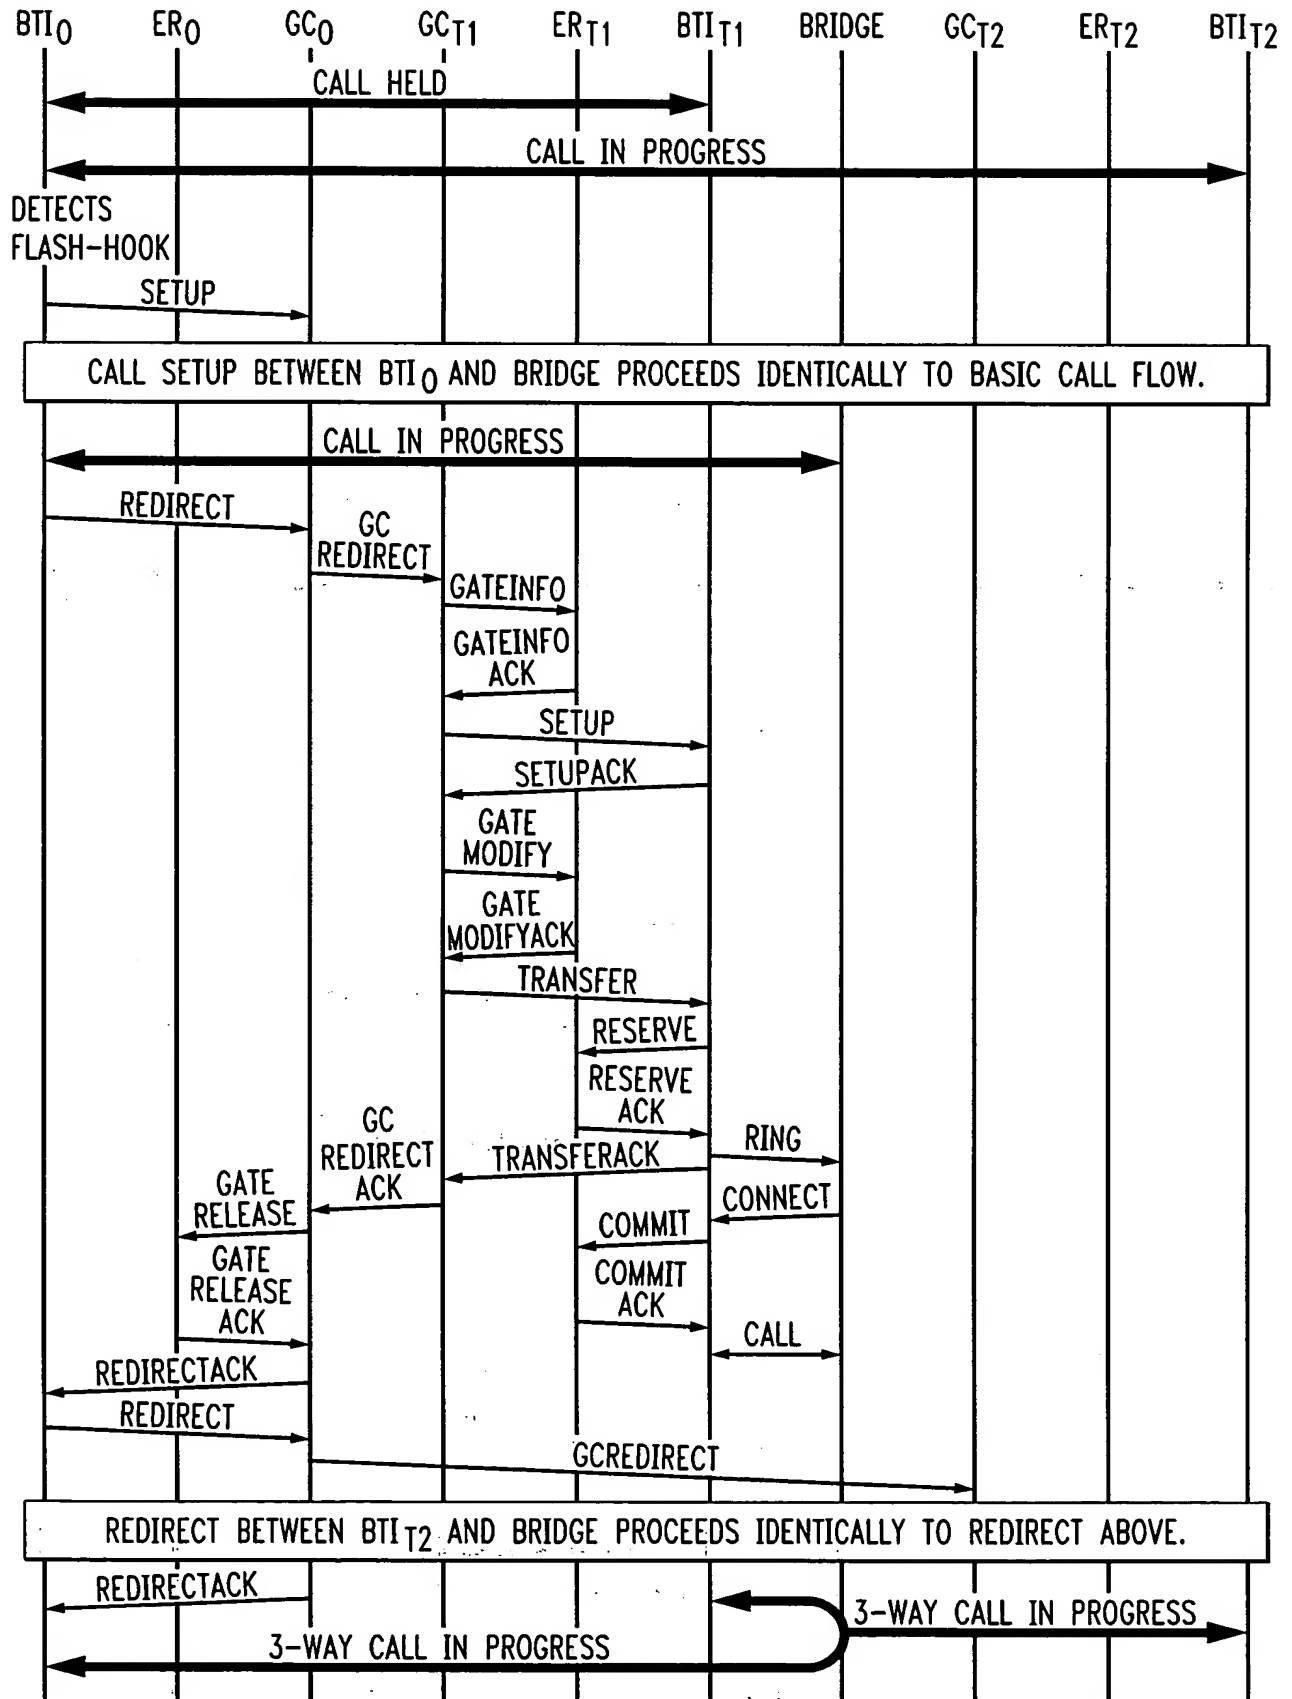 BTIO ERO GCO GCT1 ERT1 BTIT1 BRIDGE GCT2 ERT2 BTIT2
CALL HELD
CALL IN PROGRESS
DETECTS
FLASH-HOOK
SETUP
CALL SETUP BETWEEN BTIO AND BRIDGE PROCEEDS IDENTICALLY TO BASIC CALL FLOW.
CALL IN PROGRESS
REDIRECT
GC
REDIRECT
GATEINFO
GATEINFO
ACK
SETUP
SETUPACK
GATE
MODIFY
GATE
MODIFYACK
TRANSFER
RESERVE
RESERVE
ACK
RING
GC
REDIRECT
ACK
TRANSFERACK
GATE
RELEASE
CONNECT
COMMIT
GATE
RELEASE
ACK
COMMIT
ACK
CALL
REDIRECTACK
REDIRECT
GCREDIRECT
REDIRECT BETWEEN BTIT2 AND BRIDGE PROCEEDS IDENTICALLY TO REDIRECT ABOVE.
REDIRECTACK
3-WAY CALL IN PROGRESS
3-WAY CALL IN PROGRESS